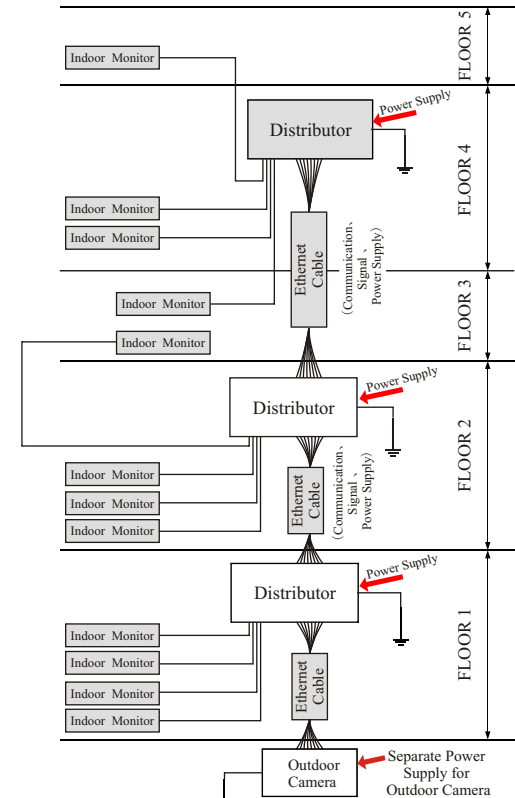 FLOOR 5
Indoor Monitor
Power Supply
Distributor
FLOOR 4
Indoor Monitor
Indoor Monitor
Ethernet
Cable
(Communication、
Signal 、
Power Supply)
FLOOR 3
Indoor Monitor
Indoor Monitor
Power Supply
Distributor
FLOOR 2
Indoor Monitor
Indoor Monitor
Indoor Monitor
Ethernet
Cable
(Communication、
Signal、
Power Supply)
Power Supply
Distributor
FLOOR 1
Indoor Monitor
Indoor Monitor
Indoor Monitor
Indoor Monitor
Ethernet
Cable
Outdoor
Camera
Separate Power
Supply for
Outdoor Camera